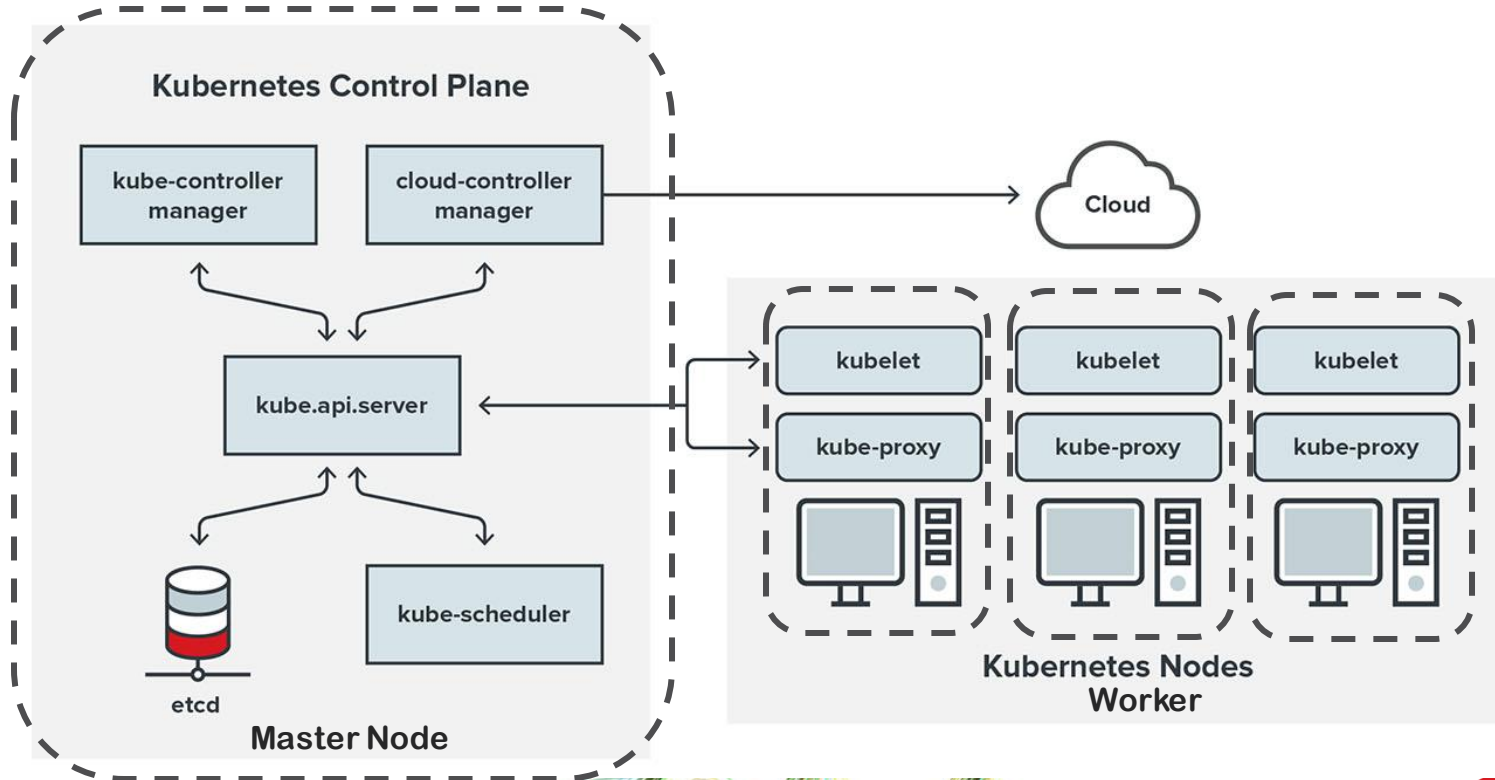 Kubernetes Control Plane
kube-controller
manager
cloud-controller
manager
Cloud
kube.api.server
kubelet
kubelet
kubelet
kube-proxy
kube-proxy
kube-proxy
kube-scheduler
etcd
Master Node
Kubernetes Nodes
Worker